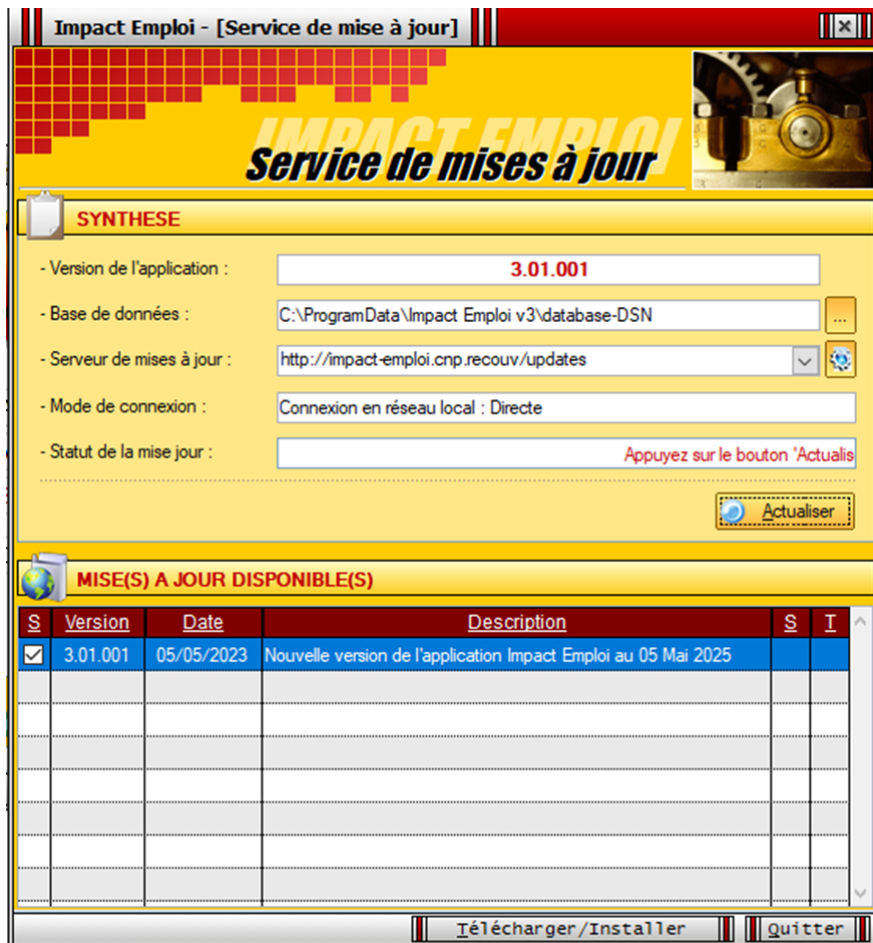 Impact Emploi - [Service de mise à jour]
IMPACT EMPLOI
Service de mises à jour
SYNTHESE
- Version de l'application : 3.01.001
- Base de données : C:\ProgramData\Impact Emploi v3\database-DSN ...
- Serveur de mises à jour : http://impact-emploi.cnp.recouv/updates
- Mode de connexion : Connexion en réseau local : Directe
- Statut de la mise jour : Appuyez sur le bouton 'Actualis
Actualiser
MISE(S) A JOUR DISPONIBLE(S)
S Version Date Description S T
3.01.001 05/05/2023 Nouvelle version de l'application Impact Emploi au 05 Mai 2025
Télécharger/Installer Quitter